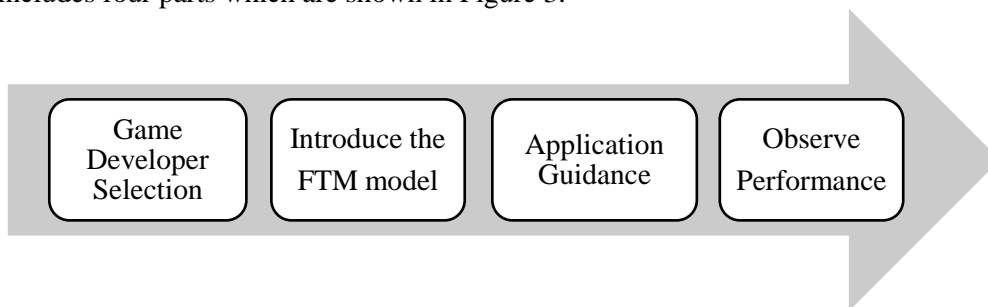 includes four parts which are shown in Figure 3.
Game
Developer
Selection
Introduce the
FTM model
Application
Guidance
Observe
Performance